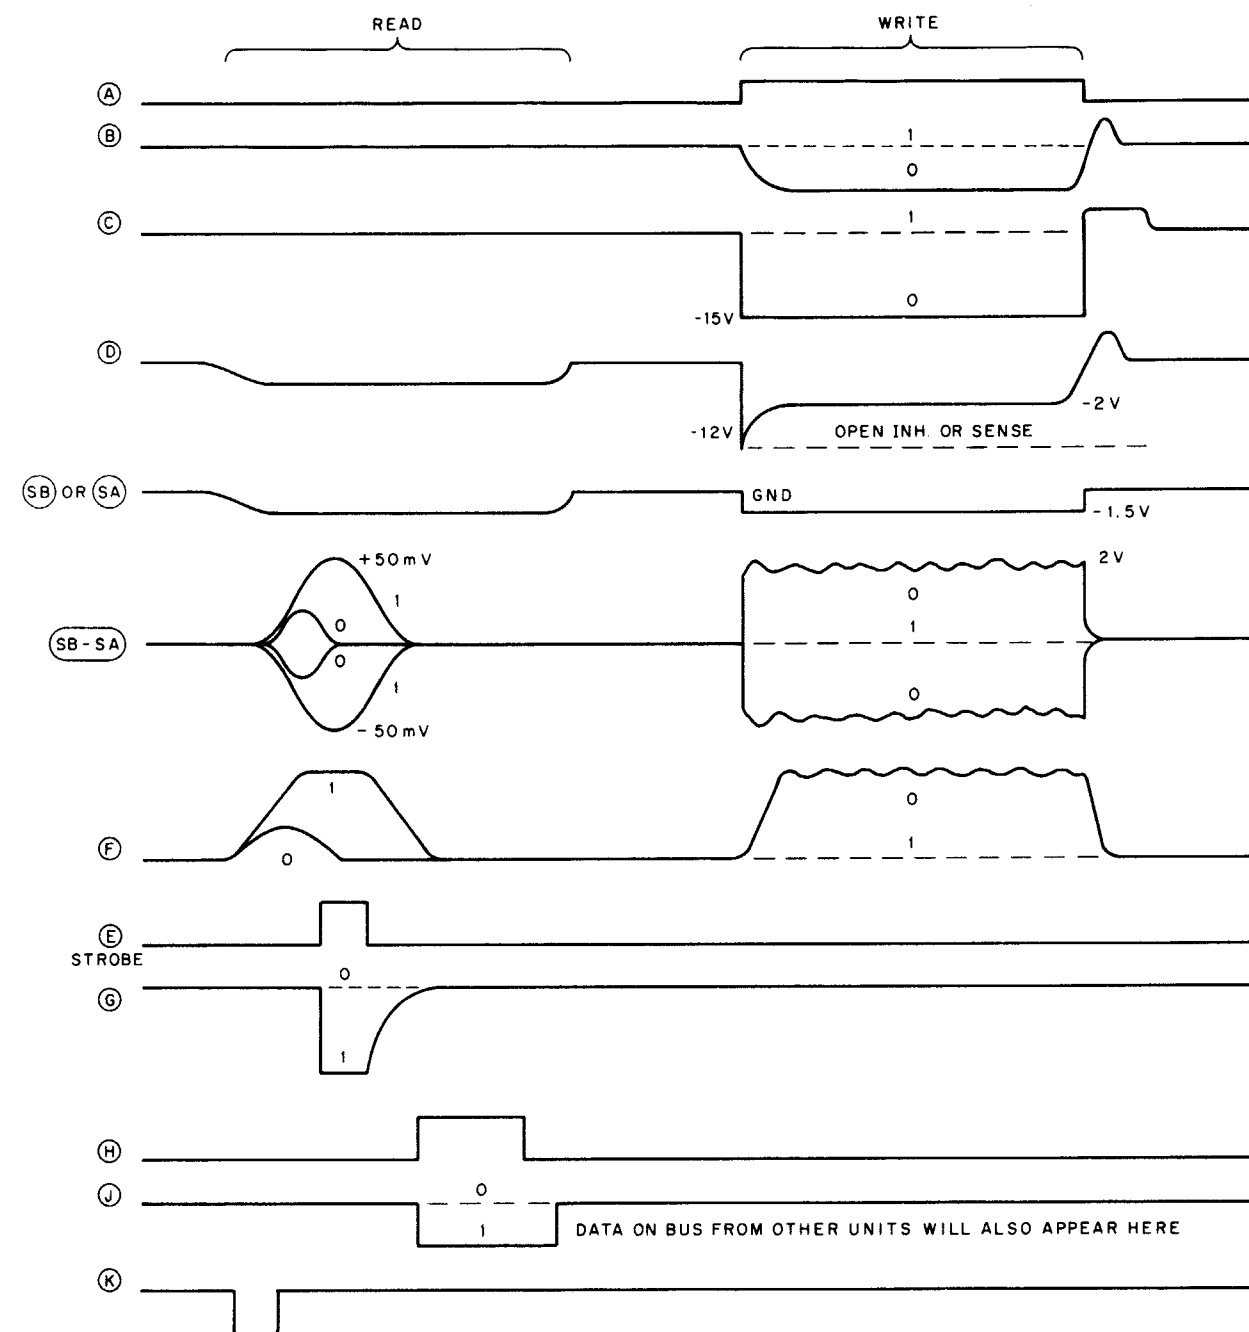 READ WRITE
A
B 1
0
C 1
0
-15V
D
-2V
-12V OPEN INH. OR SENSE
SB OR SA GND
-1.5V
+50mV 2V
1 0
0 1
SB-SA
0
1 0
-50mV
1
0
F 1
0
E
STROBE
0
G
1
H
J 0
1 DATA ON BUS FROM OTHER UNITS WILL ALSO APPEAR HERE
K